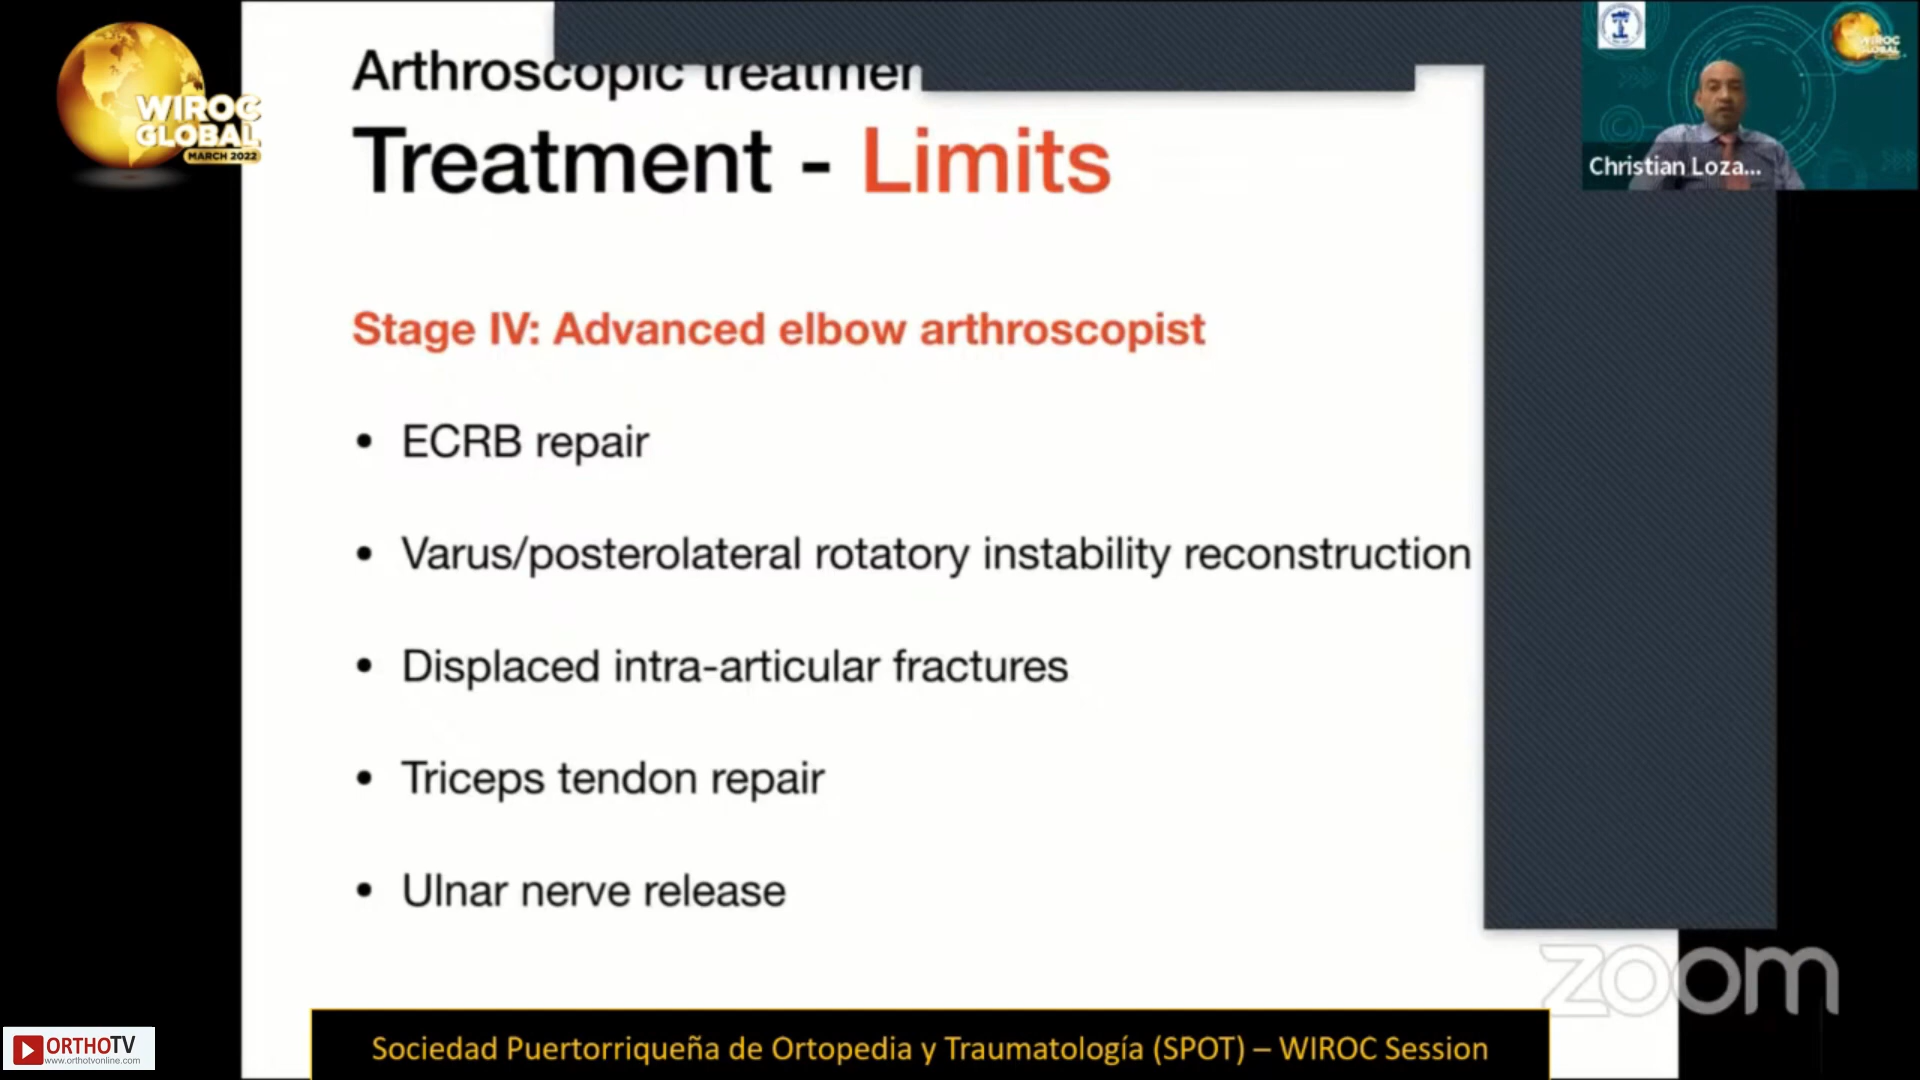 WIROC
GLOBAL
MARCH 2022
Arthroscopic
Treatment - Limits
Stage IV: Advanced elbow arthroscopist
• ECRB repair
• Varus/posterolateral rotatory instability reconstruction
• Displaced intra-articular fractures
• Triceps tendon repair
• Ulnar nerve release
WIROC
GLOBAL
Christian Loza...
zoom
ORTHOTV
www.orthotvonline.com
Sociedad Puertorriqueña de Ortopedia y Traumatología (SPOT) – WIROC Session